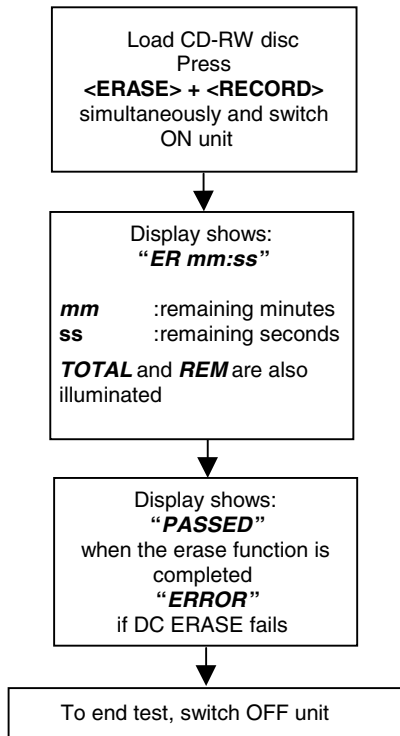 Load CD-RW disc
Press
<ERASE> + <RECORD>
simultaneously and switch
ON unit
Display shows:
“ER mm:ss”
mm :remaining minutes
ss :remaining seconds
TOTAL and REM are also
illuminated
Display shows:
“PASSED”
when the erase function is
completed
“ERROR”
if DC ERASE fails
To end test, switch OFF unit